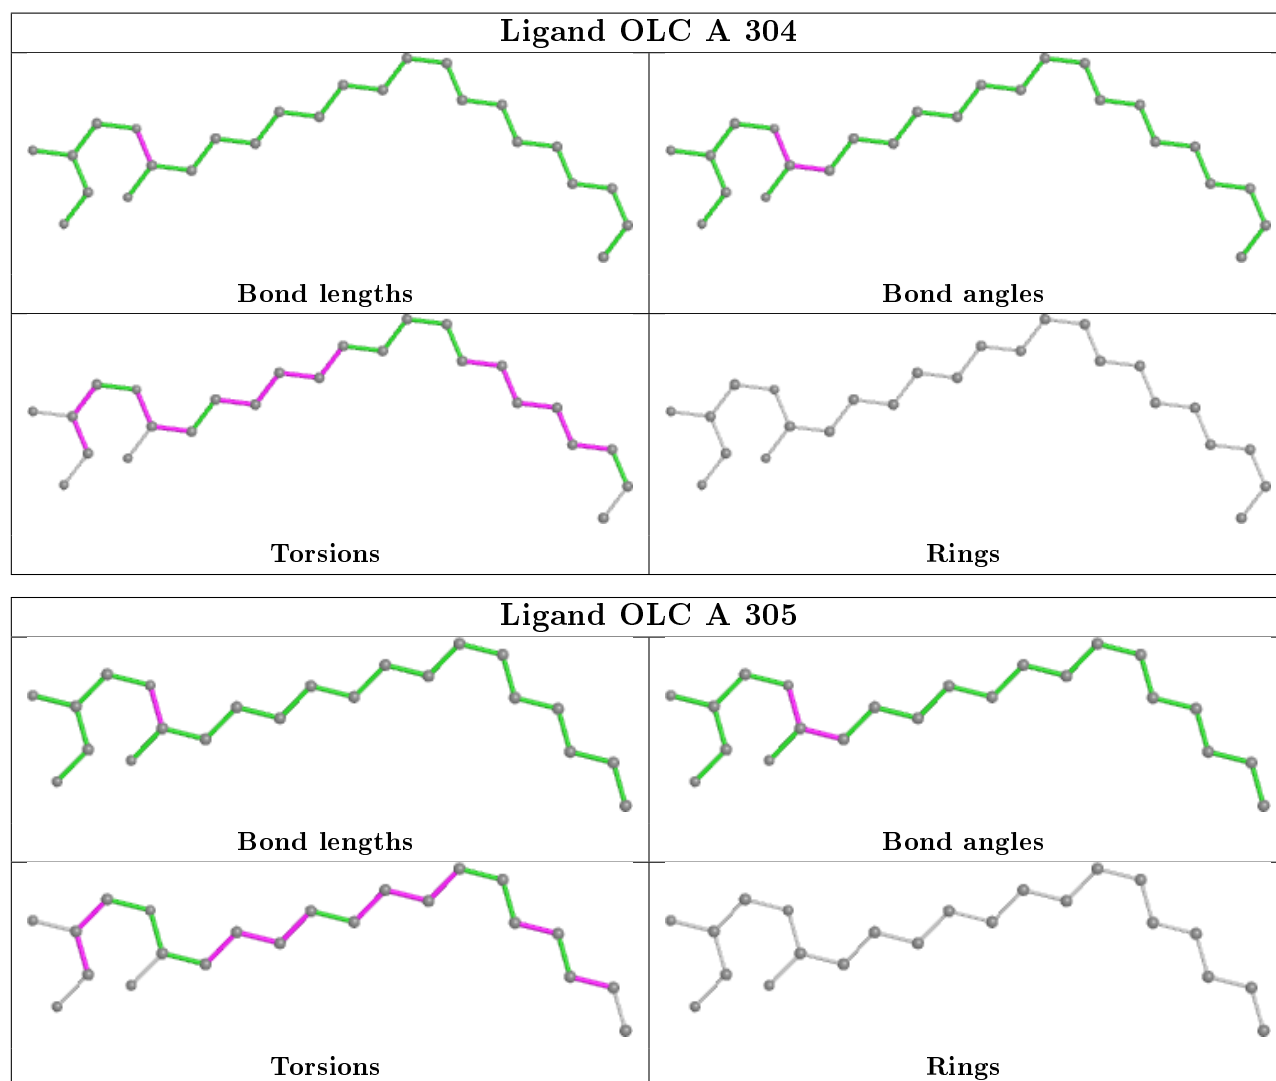 Ligand OLC A 304
Bond lengths
Bond angles
Torsions
Rings
Ligand OLC A 305
Bond lengths
Bond angles
Torsions
Rings